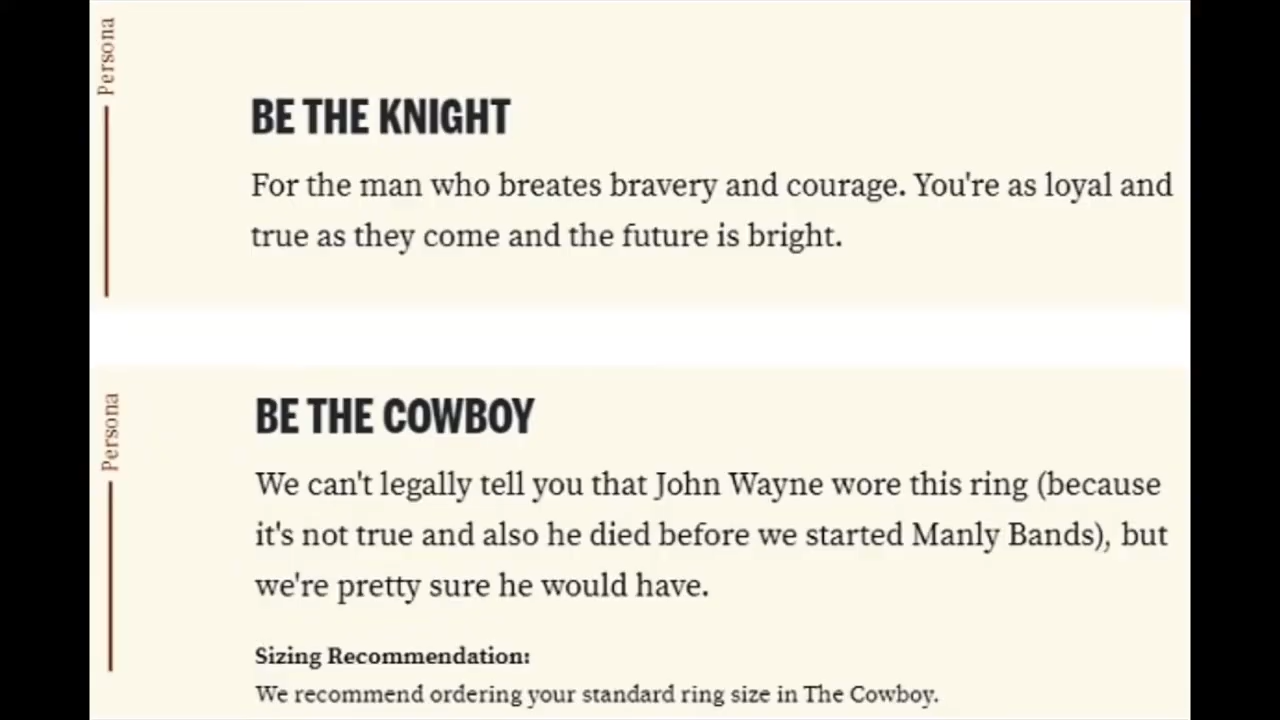 Persona
BE THE KNIGHT
For the man who breates bravery and courage. You're as loyal and
true as they come and the future is bright.
Persona
BE THE COWBOY
We can't legally tell you that John Wayne wore this ring (because
it's not true and also he died before we started Manly Bands), but
we're pretty sure he would have.
Sizing Recommendation:
We recommend ordering your standard ring size in The Cowboy.